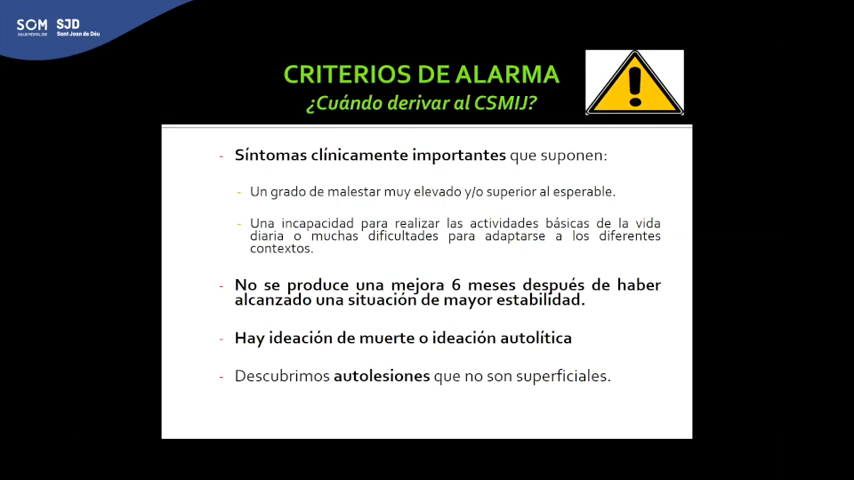 SOM
SALUD MENTAL 360
SJD
Sant Joan de Déu
CRITERIOS DE ALARMA
¿Cuándo derivar al CSMIJ?
- Síntomas clínicamente importantes que suponen:
- Un grado de malestar muy elevado y/o superior al esperable.
- Una incapacidad para realizar las actividades básicas de la vida
diaria o muchas dificultades para adaptarse a los diferentes
contextos.
- No se produce una mejora 6 meses después de haber
alcanzado una situación de mayor estabilidad.
- Hay ideación de muerte o ideación autolítica
- Descubrimos autolesiones que no son superficiales.